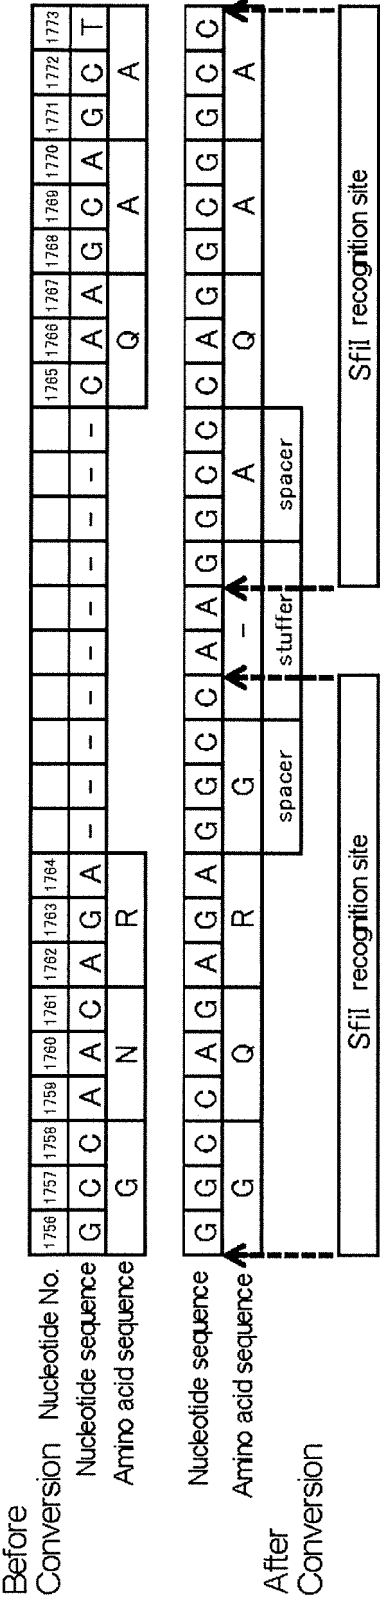 Before
Conversion
Nucleotide No. 1756 1757 1758 1759 1760 1761 1762 1763 1764 1765 1766 1767 1768 1769 1770 1771 1772 1773
Nucleotide sequence G C C A A C A G A - - - - - - - - - - C A A G C A G C T
Amino acid sequence G N R Q A A
After
Conversion
Nucleotide sequence G G C C A G A G A G G C C A A G G C C C A G G C G G C C
Amino acid sequence G Q R G - A Q A A
spacer stuffer spacer
SfiI recognition site SfiI recognition site